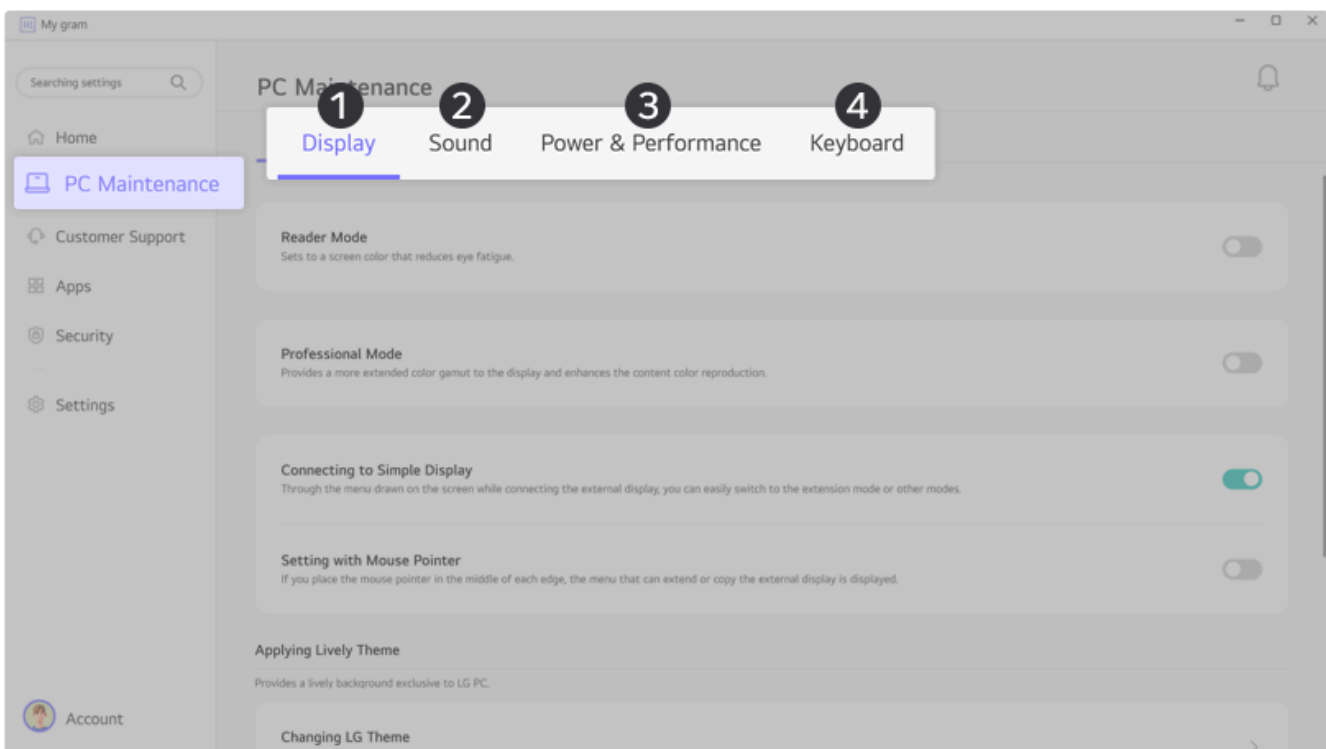 My gram
Searching settings
Home
PC Maintenance
Customer Support
Apps
Security
Settings
Account
PC Maintenance
1 2 3 4
Display Sound Power & Performance Keyboard
Reader Mode
Sets to a screen color that reduces eye fatigue.
Professional Mode
Provides a more extended color gamut to the display and enhances the content color reproduction.
Connecting to Simple Display
Through the menu drawn on the screen while connecting the external display, you can easily switch to the extension mode or other modes.
Setting with Mouse Pointer
If you place the mouse pointer in the middle of each edge, the menu that can extend or copy the external display is displayed.
Applying Lively Theme
Provides a lively background exclusive to LG PC.
Changing LG Theme